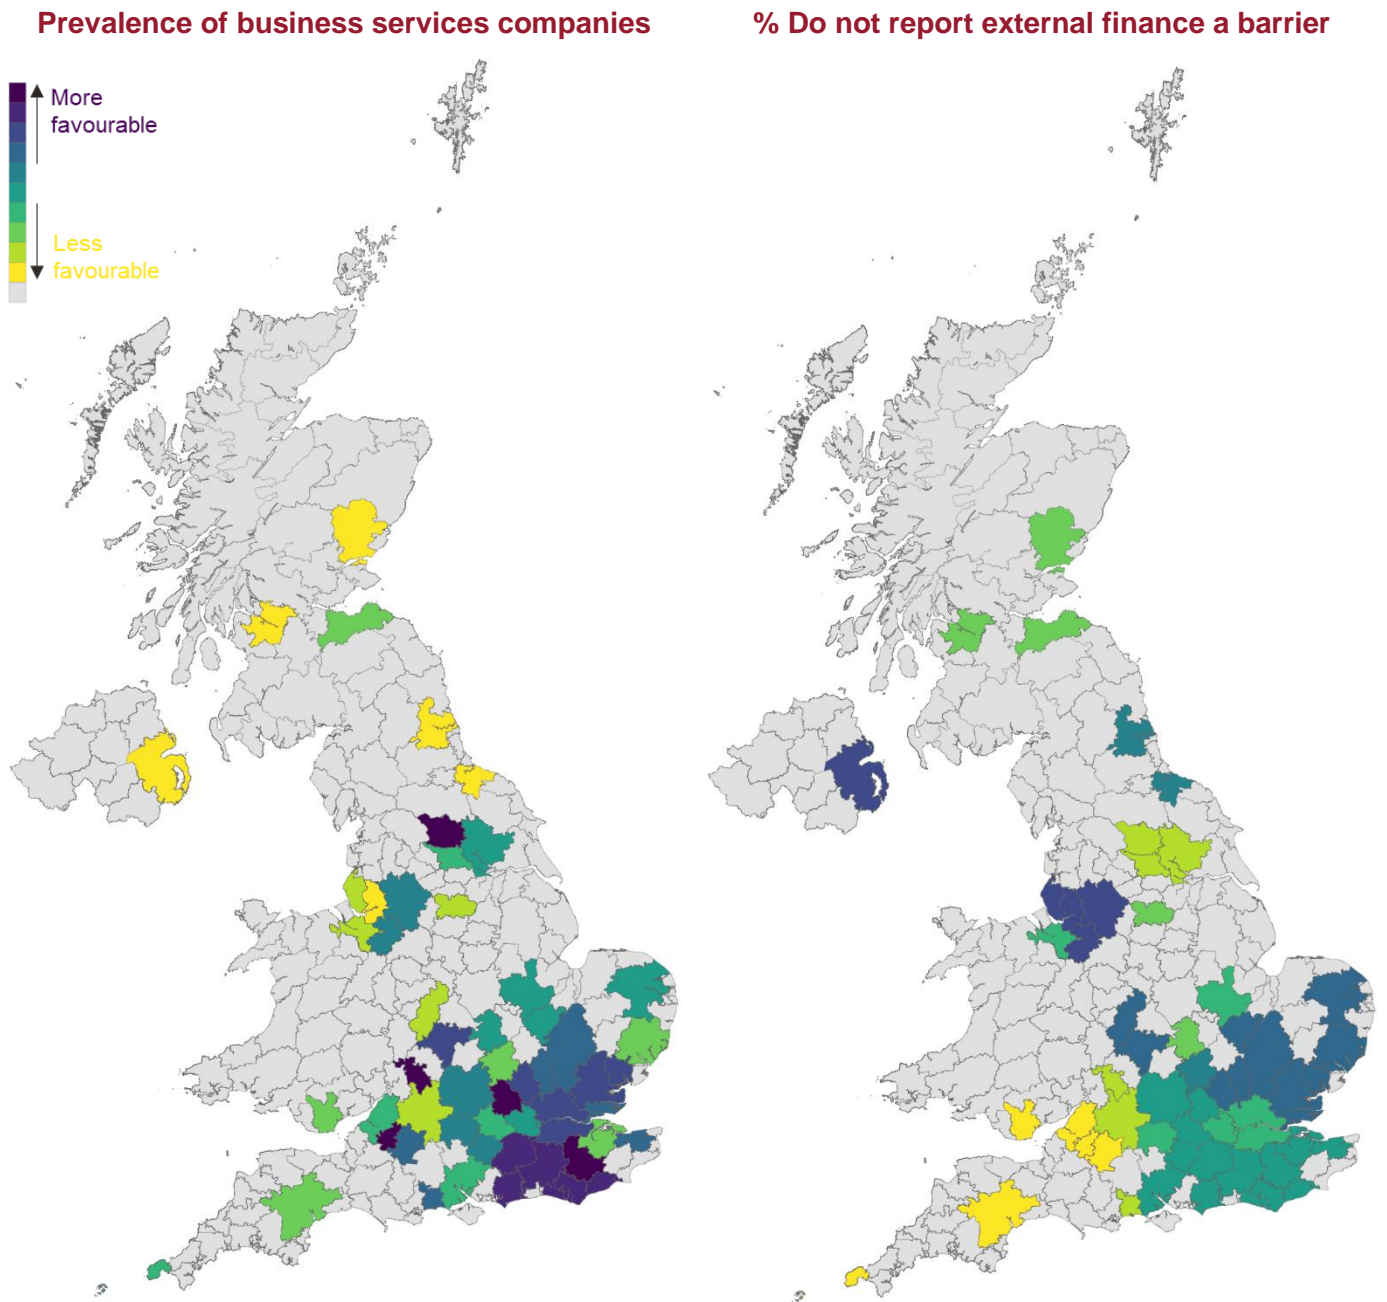 Prevalence of business services companies
% Do not report external finance a barrier
More
favourable
Less
favourable